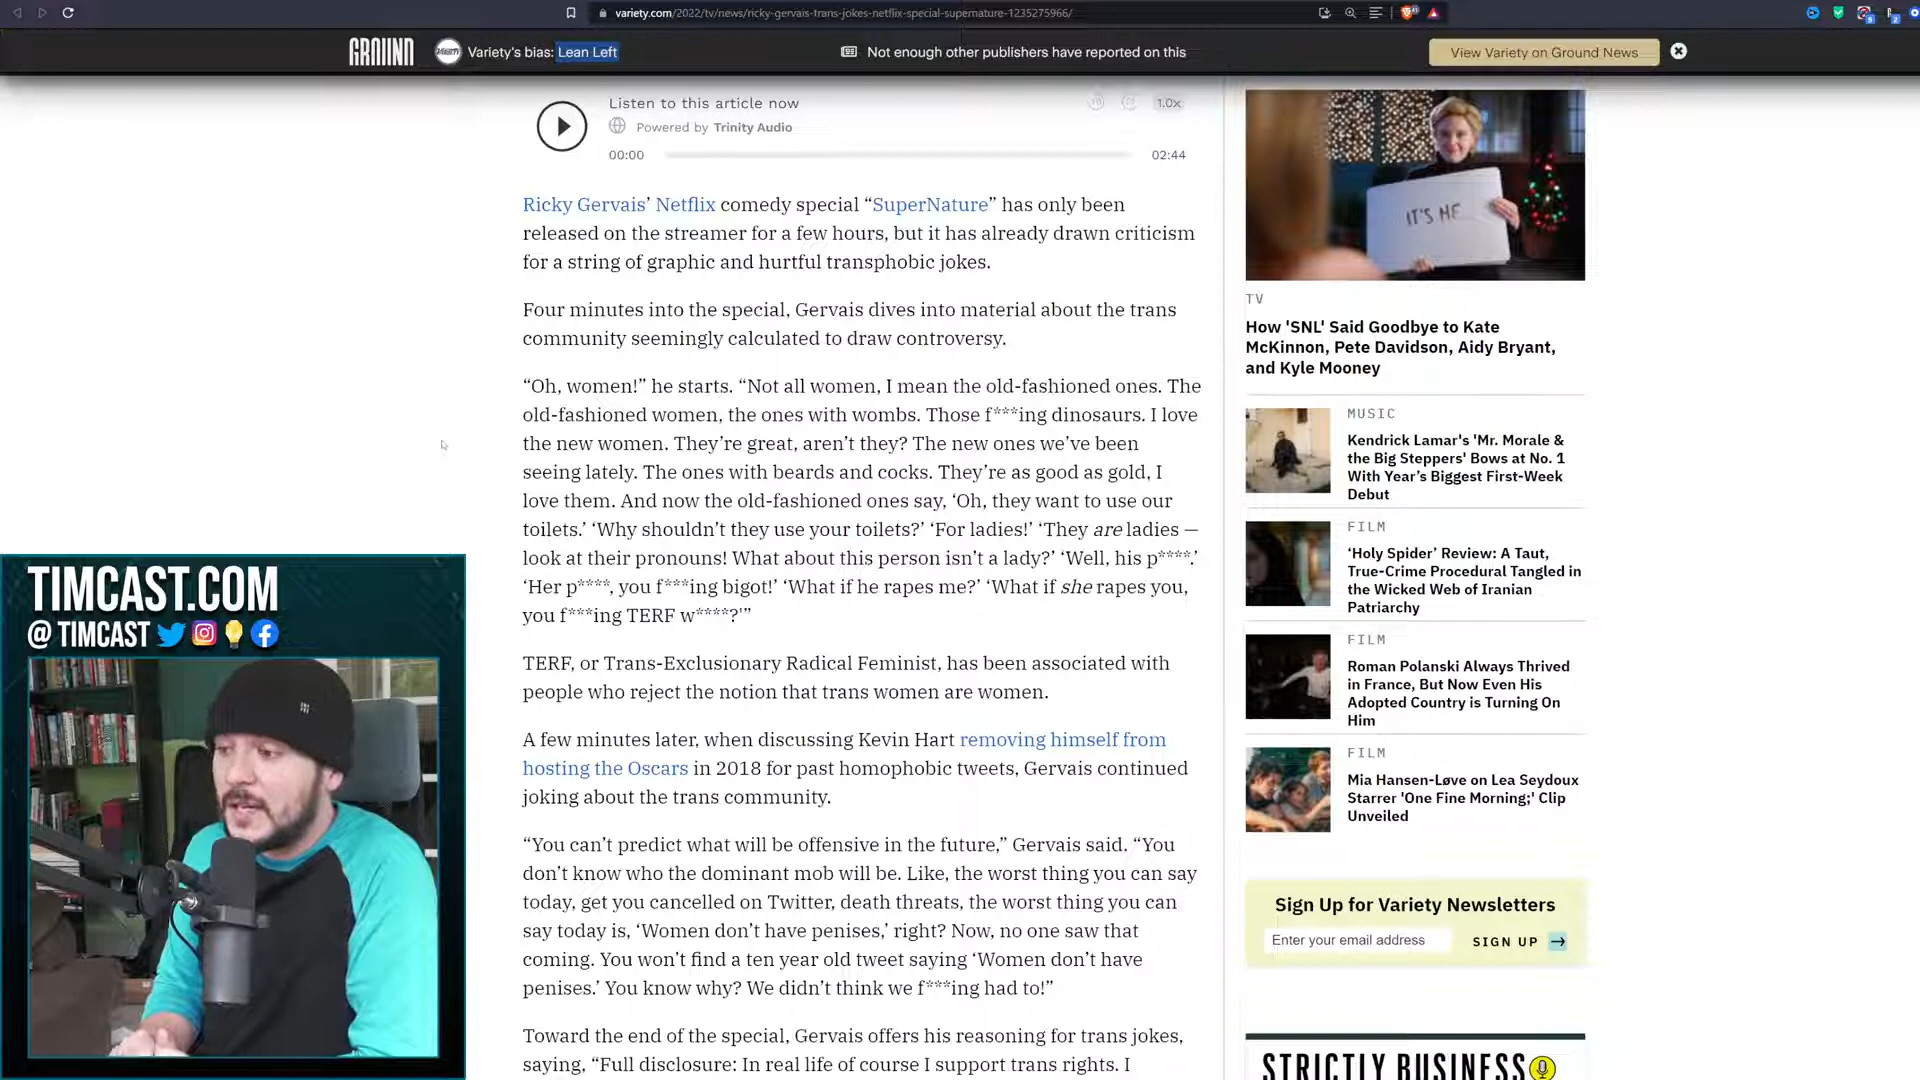 variety.com/2022/tv/news/ricky-gervais-trans-jokes-netflix-special-supernature-1235275966/
GROUND
Variety's bias: Lean Left
Not enough other publishers have reported on this
View Variety on Ground News
Listen to this article now
1.0x
Powered by Trinity Audio
00:00
02:44
Ricky Gervais’ Netflix comedy special “SuperNature” has only been
released on the streamer for a few hours, but it has already drawn criticism
for a string of graphic and hurtful transphobic jokes.
Four minutes into the special, Gervais dives into material about the trans
community seemingly calculated to draw controversy.
“Oh, women!” he starts. “Not all women, I mean the old-fashioned ones. The
old-fashioned women, the ones with wombs. Those f***ing dinosaurs. I love
the new women. They’re great, aren’t they? The new ones we’ve been
seeing lately. The ones with beards and cocks. They’re as good as gold, I
love them. And now the old-fashioned ones say, ‘Oh, they want to use our
toilets.’ ‘Why shouldn’t they use your toilets?’ ‘For ladies!’ ‘They are ladies —
look at their pronouns! What about this person isn’t a lady?’ ‘Well, his p****.’
‘Her p****, you f***ing bigot!’ ‘What if he rapes me?’ ‘What if she rapes you,
you f***ing TERF w****?’”
TERF, or Trans-Exclusionary Radical Feminist, has been associated with
people who reject the notion that trans women are women.
A few minutes later, when discussing Kevin Hart removing himself from
hosting the Oscars in 2018 for past homophobic tweets, Gervais continued
joking about the trans community.
“You can’t predict what will be offensive in the future,” Gervais said. “You
don’t know who the dominant mob will be. Like, the worst thing you can say
today, get you cancelled on Twitter, death threats, the worst thing you can
say today is, ‘Women don’t have penises,’ right? Now, no one saw that
coming. You won’t find a ten year old tweet saying ‘Women don’t have
penises.’ You know why? We didn’t think we f***ing had to!”
Toward the end of the special, Gervais offers his reasoning for trans jokes,
saying, “Full disclosure: In real life of course I support trans rights. I
IT'S ME
TV
How 'SNL' Said Goodbye to Kate
McKinnon, Pete Davidson, Aidy Bryant,
and Kyle Mooney
MUSIC
Kendrick Lamar's 'Mr. Morale &
the Big Steppers' Bows at No. 1
With Year’s Biggest First-Week
Debut
FILM
‘Holy Spider’ Review: A Taut,
True-Crime Procedural Tangled in
the Wicked Web of Iranian
Patriarchy
FILM
Roman Polanski Always Thrived
in France, But Now Even His
Adopted Country is Turning On
Him
FILM
Mia Hansen-Løve on Lea Seydoux
Starrer 'One Fine Morning;' Clip
Unveiled
Sign Up for Variety Newsletters
Enter your email address
SIGN UP
STRICTLY BUSINESS
TIMCAST.COM
@ TIMCAST